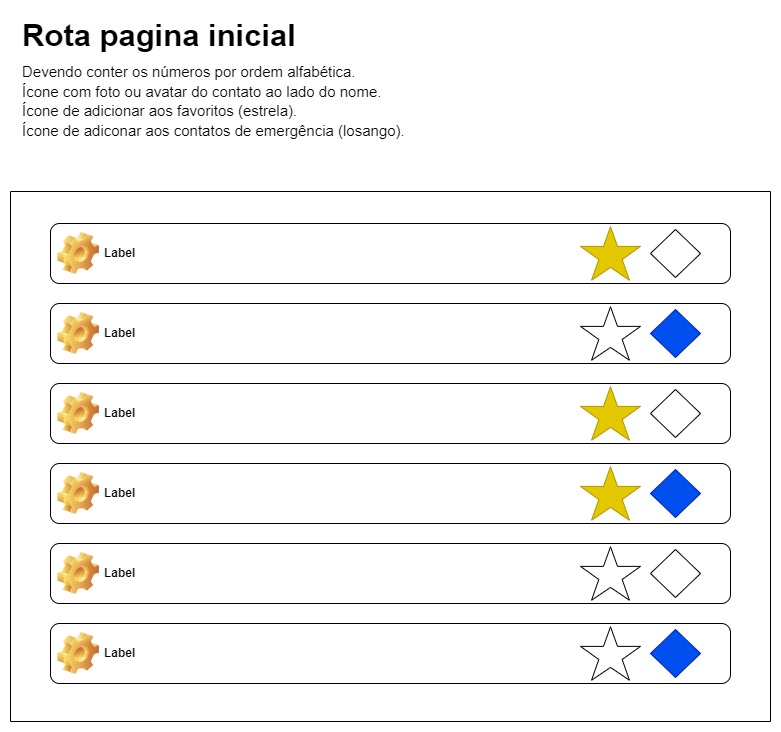 Rota pagina inicial
Devendo conter os números por ordem alfabética.
Ícone com foto ou avatar do contato ao lado do nome.
Ícone de adicionar aos favoritos (estrela).
Ícone de adiconar aos contatos de emergência (losango).
Label
Label
Label
Label
Label
Label